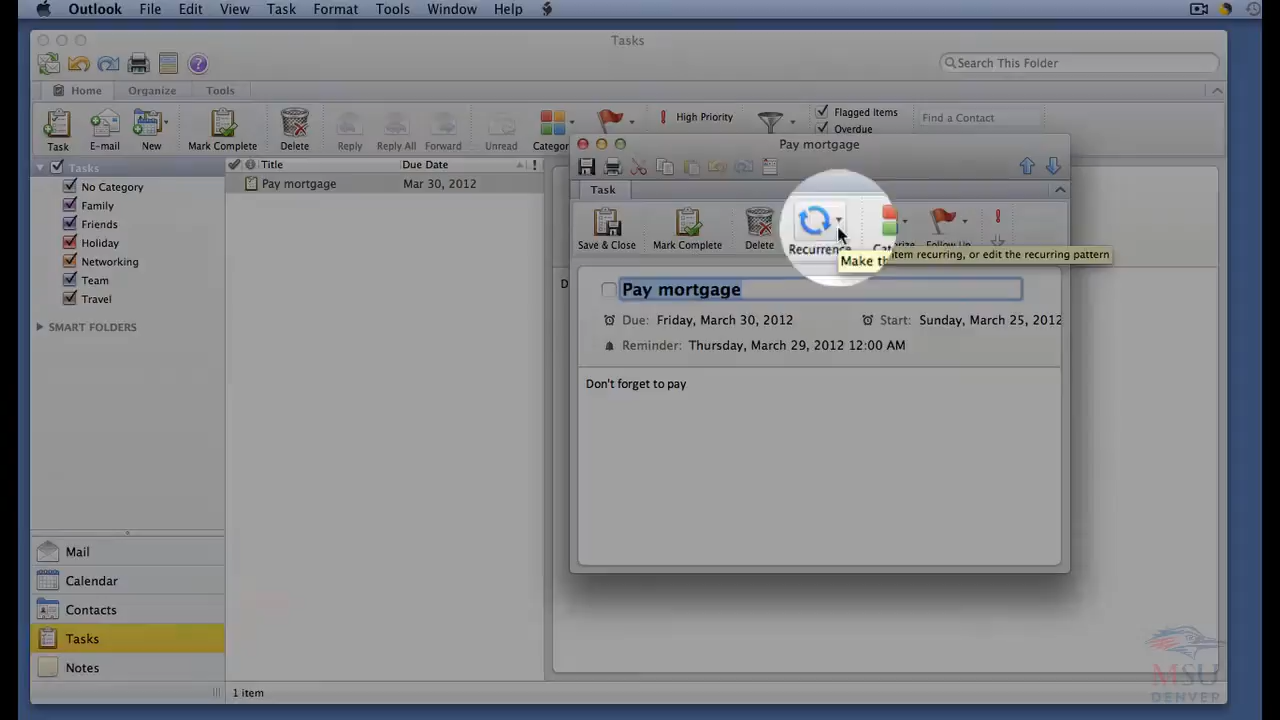 Outlook File Edit View Task Format Tools Window Help
Tasks
Search This Folder
Home Organize Tools
Task E-mail New Mark Complete Delete Reply Reply All Forward Unread Categor
High Priority
Flagged Items
Overdue
Find a Contact
Tasks
No Category
Family
Friends
Holiday
Networking
Team
Travel
SMART FOLDERS
Mail
Calendar
Contacts
Tasks
Notes
Title Due Date !
Pay mortgage Mar 30, 2012
1 item
D
Pay mortgage
Task
Save & Close Mark Complete Delete Recurrence Follow Up
Make th item recurring, or edit the recurring pattern
Pay mortgage
Due: Friday, March 30, 2012 Start: Sunday, March 25, 2012
Reminder: Thursday, March 29, 2012 12:00 AM
Don't forget to pay
MSU
DENVER